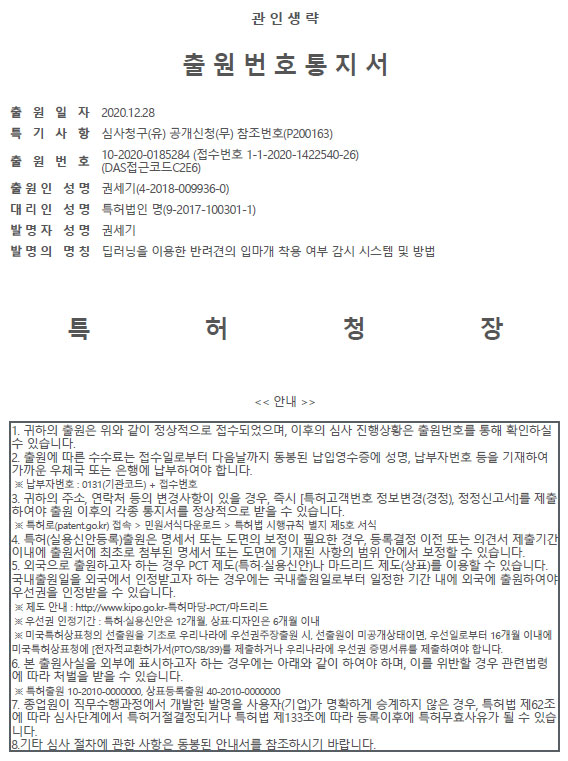 관 인 생 략
출 원 번 호 통 지 서
출 원 일 자 2020.12.28
특 기 사 항 심사청구(유) 공개신청(무) 참조번호(P200163)
출 원 번 호 10-2020-0185284 (접수번호 1-1-2020-1422540-26)
(DAS접근코드C2E6)
출 원 인 성 명 권세기(4-2018-009936-0)
대 리 인 성 명 특허법인 명(9-2017-100301-1)
발 명 자 성 명 권세기
발 명 의 명 칭 딥러닝을 이용한 반려견의 입마개 착용 여부 감시 시스템 및 방법
특 허 청 장
<< 안내 >>
1. 귀하의 출원은 위와 같이 정상적으로 접수되었으며, 이후의 심사 진행상황은 출원번호를 통해 확인하실
수 있습니다.
2. 출원에 따른 수수료는 접수일로부터 다음날까지 동봉된 납입영수증에 성명, 납부자번호 등을 기재하여
가까운 우체국 또는 은행에 납부하여야 합니다.
※ 납부자번호 : 0131(기관코드) + 접수번호
3. 귀하의 주소, 연락처 등의 변경사항이 있을 경우, 즉시 [특허고객번호 정보변경(경정), 정정신고서]를 제출
하여야 출원 이후의 각종 통지서를 정상적으로 받을 수 있습니다.
※ 특허로(patent.go.kr) 접속 > 민원서식다운로드 > 특허법 시행규칙 별지 제5호 서식
4. 특허(실용신안등록)출원은 명세서 또는 도면의 보정이 필요한 경우, 등록결정 이전 또는 의견서 제출기간
이내에 출원서에 최초로 첨부된 명세서 또는 도면에 기재된 사항의 범위 안에서 보정할 수 있습니다.
5. 외국으로 출원하고자 하는 경우 PCT 제도(특허·실용신안)나 마드리드 제도(상표)를 이용할 수 있습니다.
국내출원일을 외국에서 인정받고자 하는 경우에는 국내출원일로부터 일정한 기간 내에 외국에 출원하여야
우선권을 인정받을 수 있습니다.
※ 제도 안내 : http://www.kipo.go.kr-특허마당-PCT/마드리드
※ 우선권 인정기간 : 특허·실용신안은 12개월, 상표·디자인은 6개월 이내
※ 미국특허상표청의 선출원을 기초로 우리나라에 우선권주장출원 시, 선출원이 미공개상태이면, 우선일로부터 16개월 이내에
미국특허상표청에 [전자적교환허가서(PTO/SB/39)를 제출하거나 우리나라에 우선권 증명서류를 제출하여야 합니다.
6. 본 출원사실을 외부에 표시하고자 하는 경우에는 아래와 같이 하여야 하며, 이를 위반할 경우 관련법령
에 따라 처벌을 받을 수 있습니다.
※ 특허출원 10-2010-0000000, 상표등록출원 40-2010-0000000
7. 종업원이 직무수행과정에서 개발한 발명을 사용자(기업)가 명확하게 승계하지 않은 경우, 특허법 제62조
에 따라 심사단계에서 특허거절결정되거나 특허법 제133조에 따라 등록이후에 특허무효사유가 될 수 있습
니다.
8.기타 심사 절차에 관한 사항은 동봉된 안내서를 참조하시기 바랍니다.